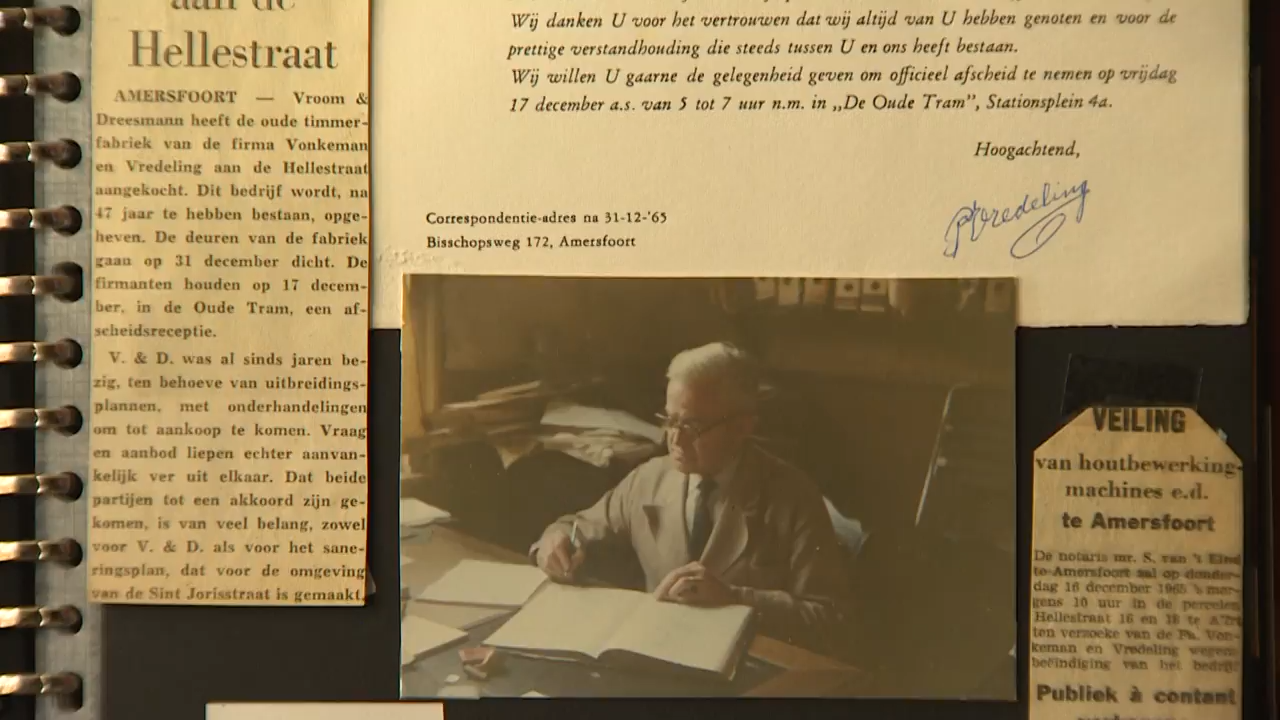 aan de
Hellestraat
AMERSFOORT — Vroom &
Dreesmann heeft de oude timmer-
fabriek van de firma Vonkeman
en Vredeling aan de Hellestraat
aangekocht. Dit bedrijf wordt, na
47 jaar te hebben bestaan, opge-
heven. De deuren van de fabriek
gaan op 31 december dicht. De
firmanten houden op 17 decem-
ber, in de Oude Tram, een af-
scheidsreceptie.
V. & D. was al sinds jaren be-
zig, ten behoeve van uitbreidings-
plannen, met onderhandelingen
om tot aankoop te komen. Vraag
en aanbod liepen echter aanvan-
kelijk ver uit elkaar. Dat beide
partijen tot een akkoord zijn ge-
komen, is van veel belang, zowel
voor V. & D. als voor het sane-
ringsplan, dat voor de omgeving
van de Sint Jorisstraat is gemaakt.
Wij danken U voor het vertrouwen dat wij altijd van U hebben genoten en voor de
prettige verstandhouding die steeds tussen U en ons heeft bestaan.
Wij willen U gaarne de gelegenheid geven om officieel afscheid te nemen op vrijdag
17 december a.s. van 5 tot 7 uur n.m. in „De Oude Tram”, Stationsplein 4a.
Hoogachtend,
PVredeling
Correspondentie-adres na 31-12-'65
Bisschopsweg 172, Amersfoort
VEILING
van houtbewerking-
machines e.d.
te Amersfoort
De notaris mr. S. van 't Eind
te Amersfoort zal op donder-
dag 16 december 1965 's mor-
gens 10 uur in de percelen
Hellestraat 16 en 18 te A'frt
ten verzoeke van de Fa. Von-
keman en Vredeling wegens
beëindiging van het bedrijf
Publiek à contant